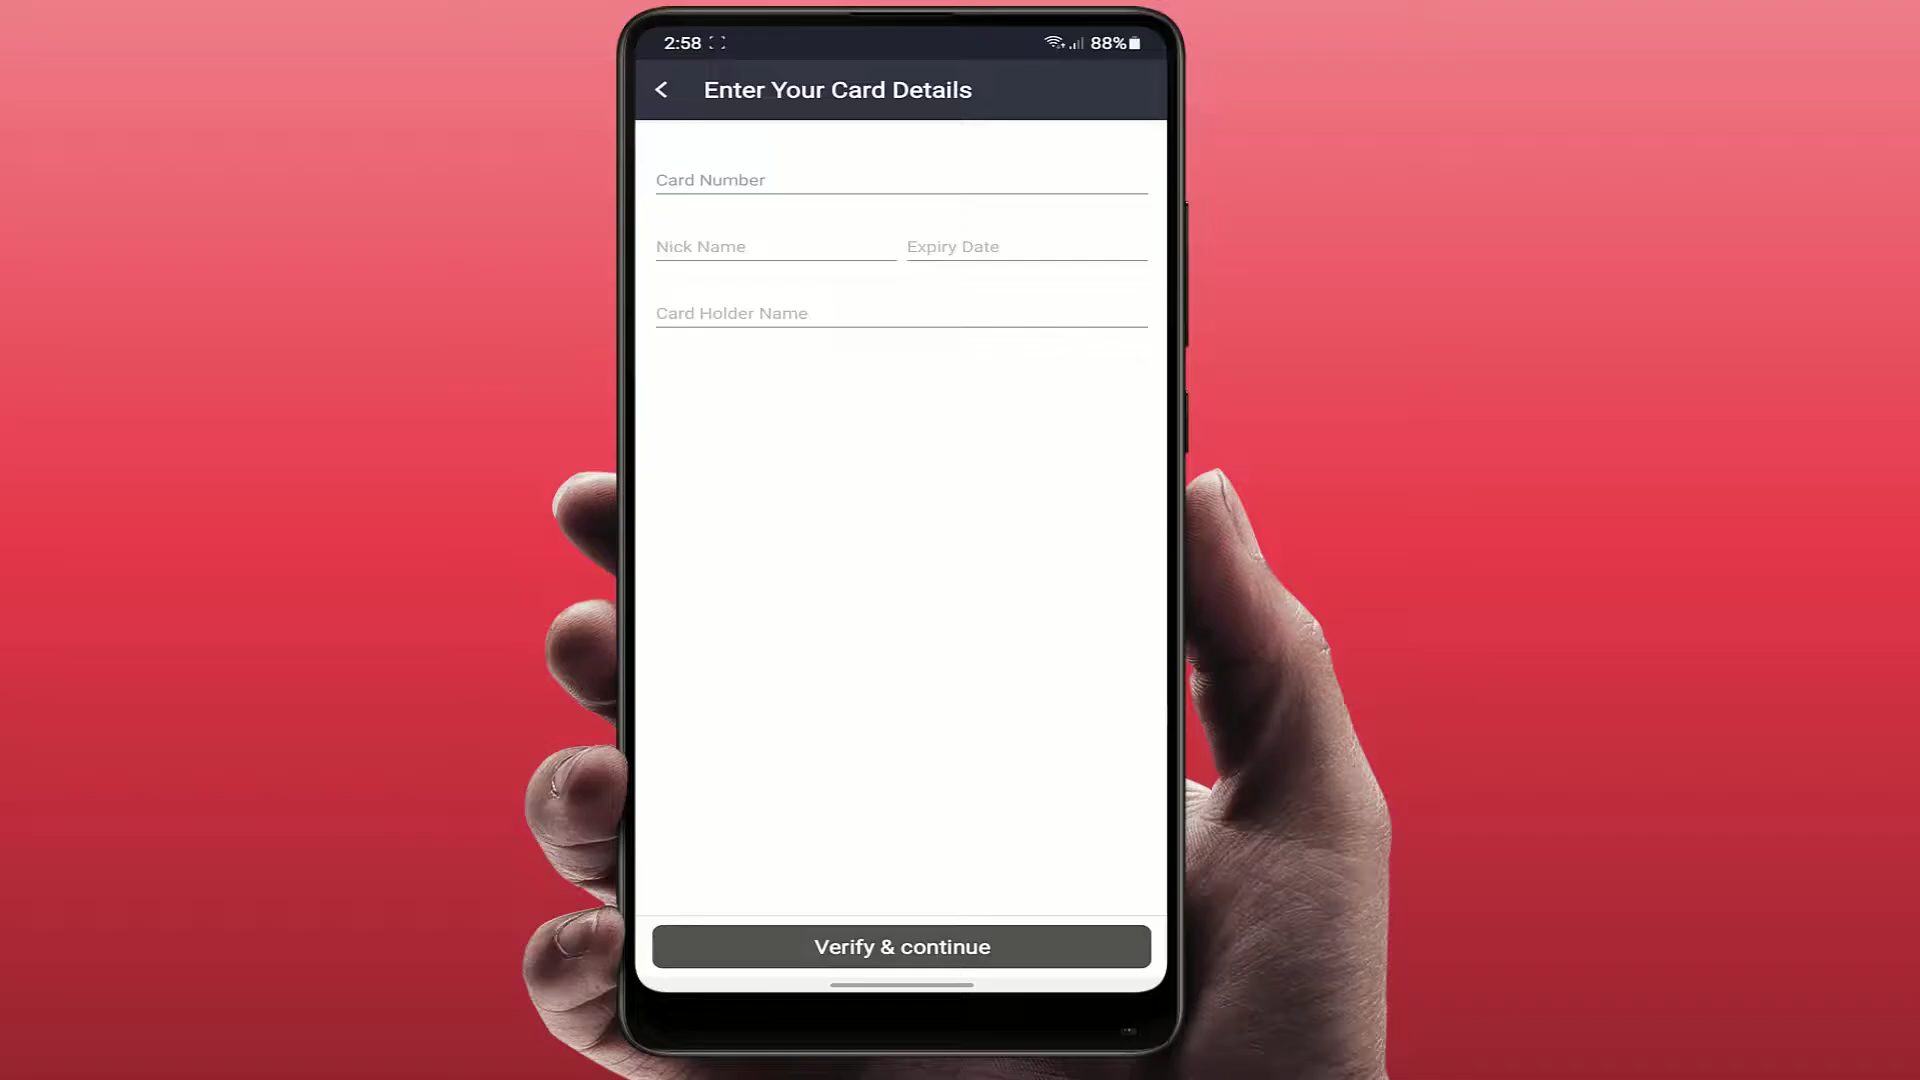 2:58 88%
Enter Your Card Details
Card Number
Nick Name Expiry Date
Card Holder Name
Verify & continue